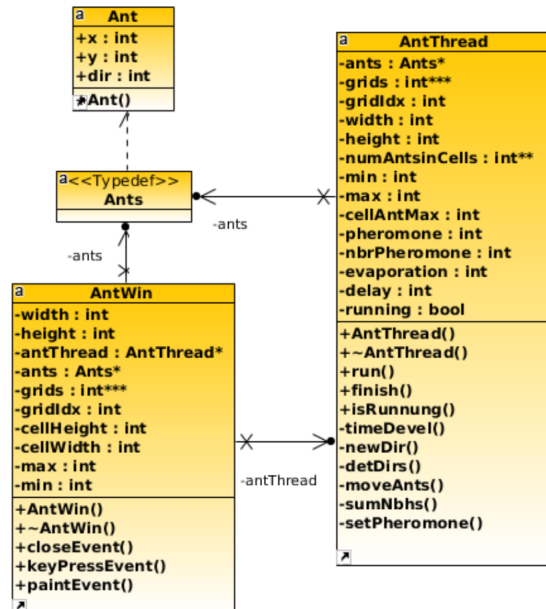 a
Ant
+x : int
+y : int
+dir : int
+Ant()
a
<<Typedef>>
Ants
-ants
-ants
a
AntWin
-width : int
-height : int
-antThread : AntThread*
-ants : Ants*
-grids : int***
-gridIdx : int
-cellHeight : int
-cellWidth : int
-max : int
-min : int
+AntWin()
+~AntWin()
+closeEvent()
+keyPressEvent()
+paintEvent()
-antThread
a
AntThread
-ants : Ants*
-grids : int***
-gridIdx : int
-width : int
-height : int
-numAntsinCells : int**
-min : int
-max : int
-cellAntMax : int
-pheromone : int
-nbrPheromone : int
-evaporation : int
-delay : int
-running : bool
+AntThread()
+~AntThread()
+run()
+finish()
+isRunnung()
-timeDevel()
-newDir()
-detDirs()
-moveAnts()
-sumNbhs()
-setPheromone()